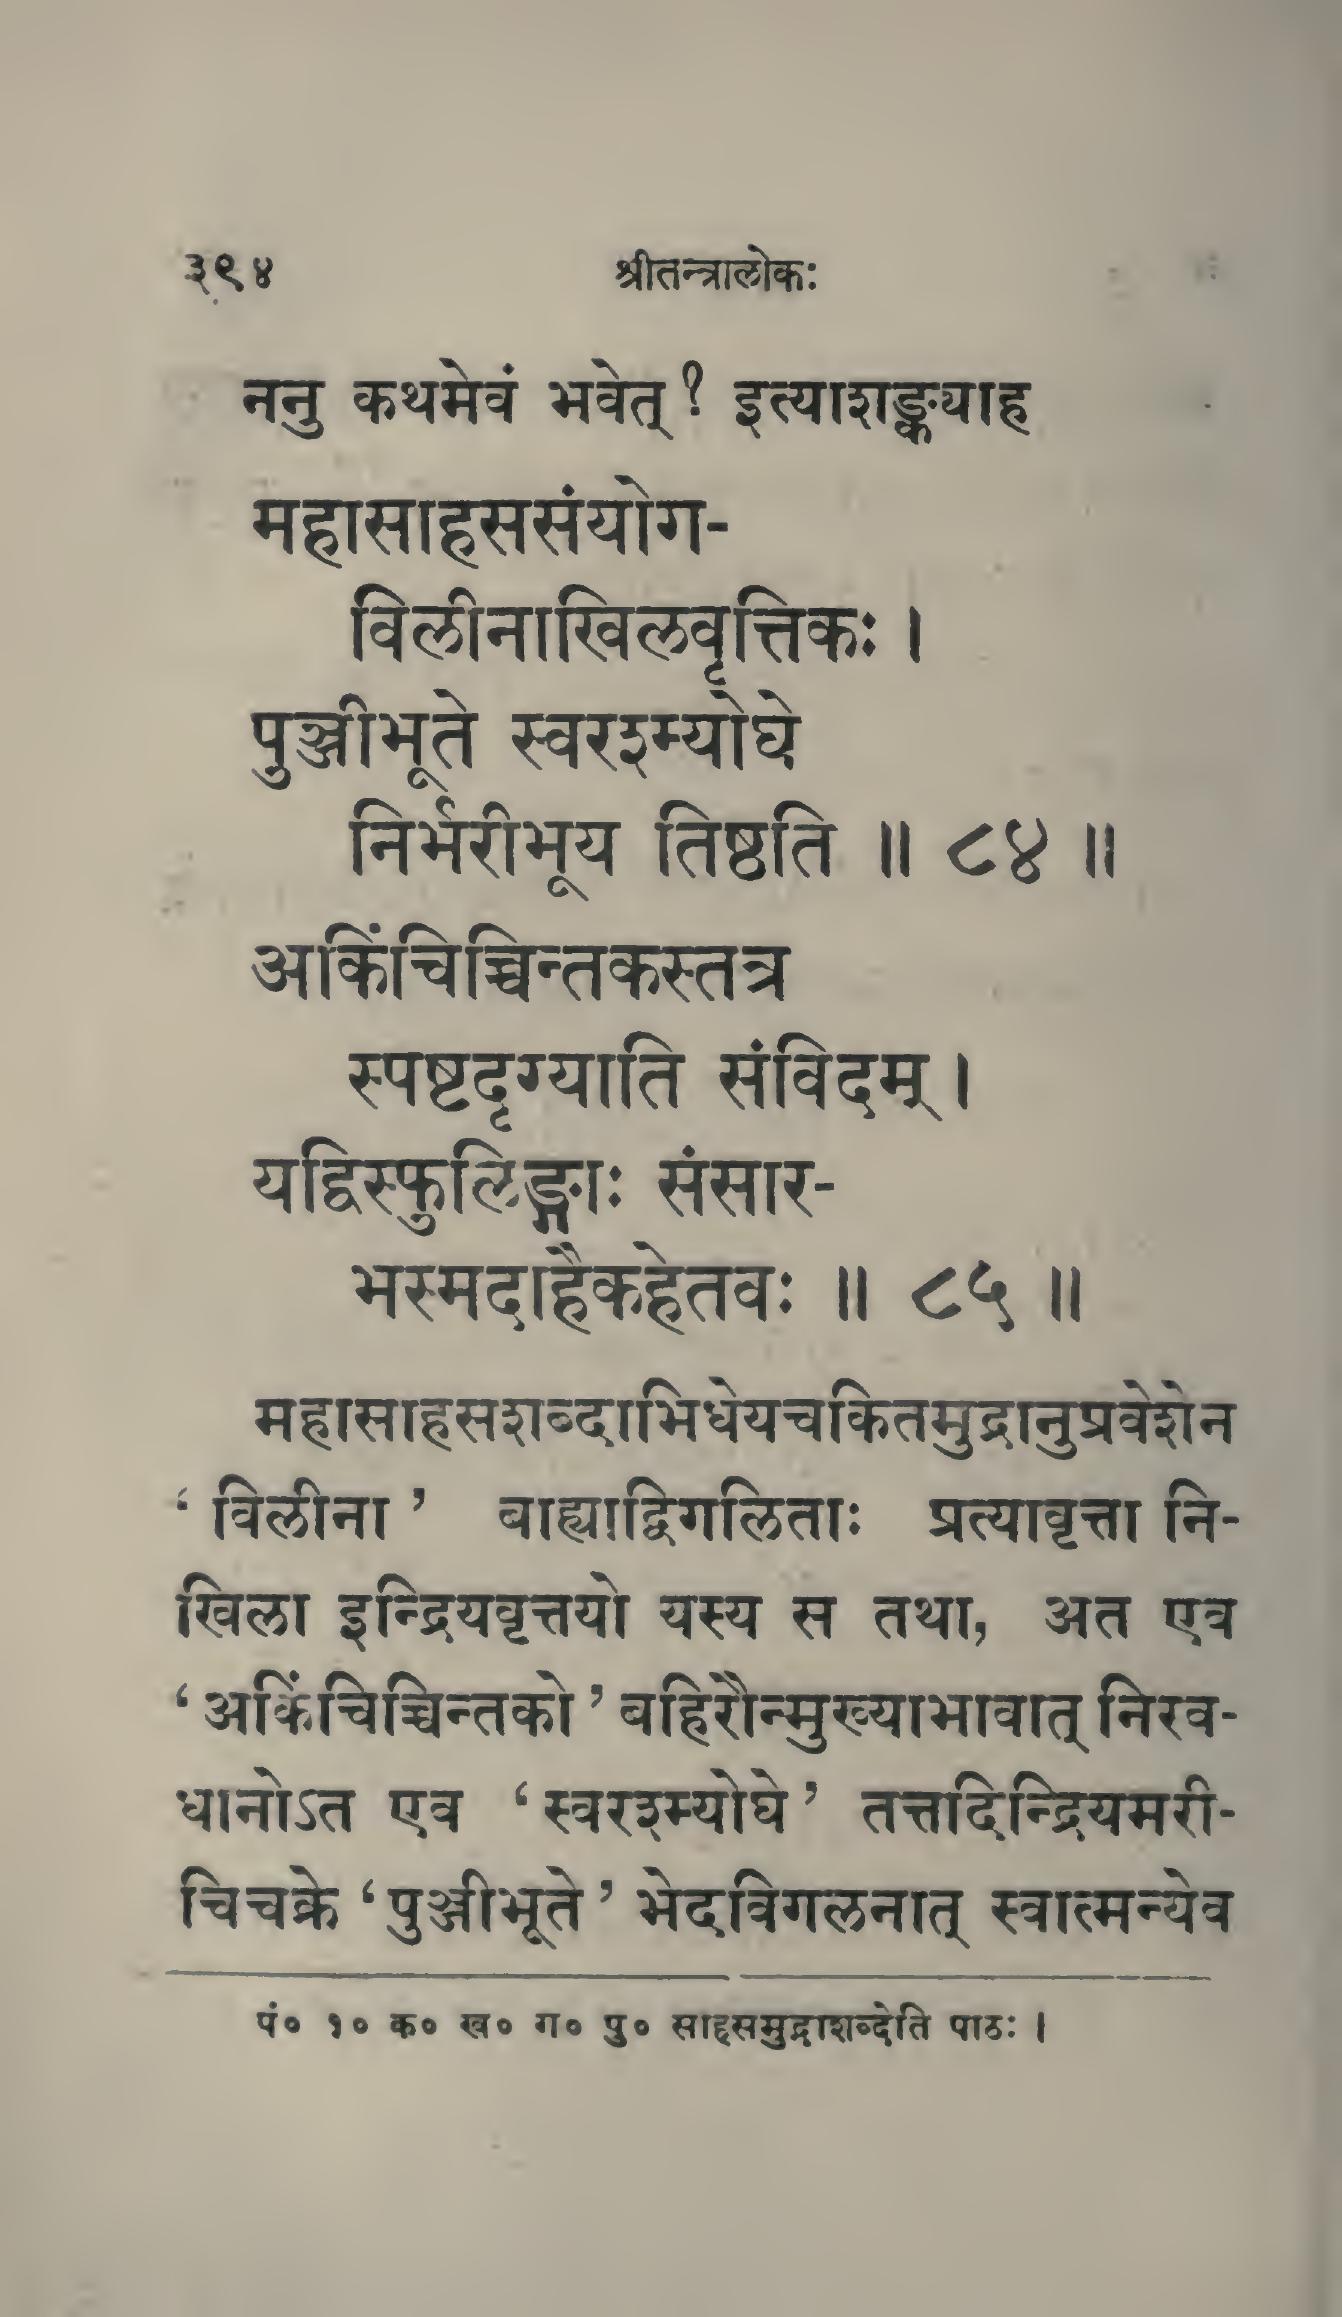 ३९४ श्रीतन्त्रालोकः
ननु कथमेवं भवेत् ? इत्याशङ्क्याह
महासाहससंयोग-
विलीनाखिलवृत्तिकः ।
पुञ्जीभूते स्वरश्म्योघे
निर्भरीभूय तिष्ठति ॥ ८४ ॥
अकिंचिच्चिन्तकस्तत्र
स्पष्टदृग्याति संविदम् ।
यद्विस्फुलिङ्गाः संसार-
भस्मदाहैकहेतवः ॥ ८५ ॥
महासाहसशब्दाभिधेयचकितमुद्रानुप्रवेशेन
‘ विलीना ’ बाह्याद्विगलिताः प्रत्यावृत्ता नि-
खिला इन्द्रियवृत्तयो यस्य स तथा, अत एव
‘ अकिंचिच्चिन्तको ’ बहिरौन्मुख्याभावात् निरव-
धानोऽत एव ‘ स्वरश्म्योघे ’ तत्तदिन्द्रियमरी-
चिचक्रे ‘ पुञ्जीभूते ’ भेदविगलनात् स्वात्मन्येव
पं० १० क० ख० ग० पु० साहसमुद्राशब्देति पाठः ।